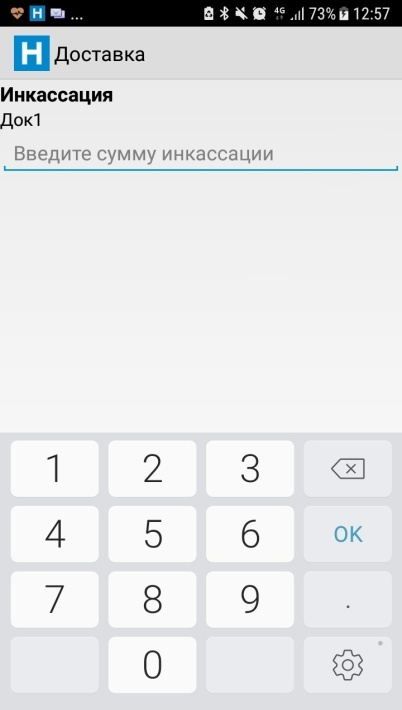 H ... 4G 73% 12:57
H Доставка
Инкассация
Док1
Введите сумму инкассации
1 2 3
4 5 6 OK
7 8 9 .
0